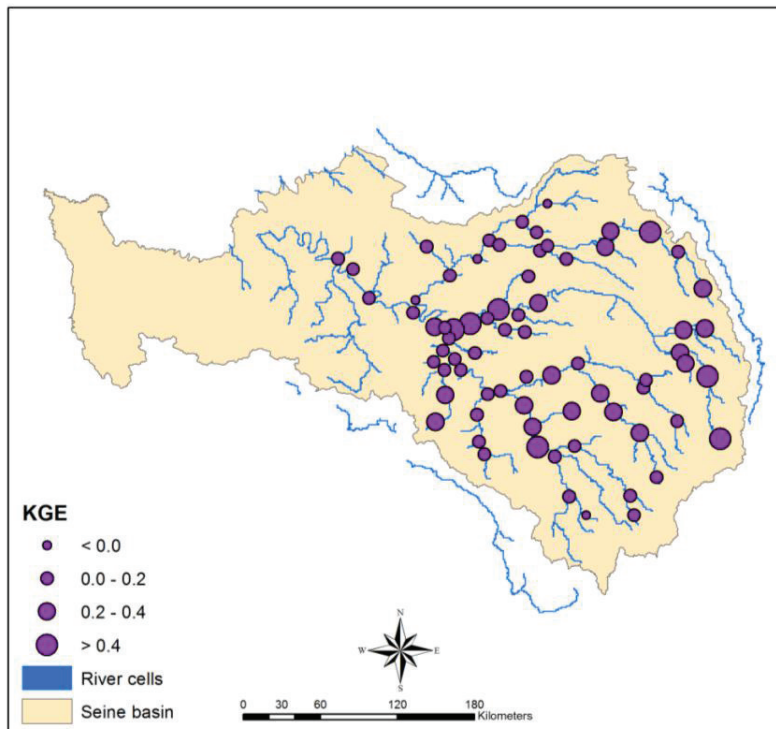 KGE
< 0.0
0.0 - 0.2
0.2 - 0.4
> 0.4
River cells
Seine basin
N
W E
S
0 30 60 120 180
Kilometers